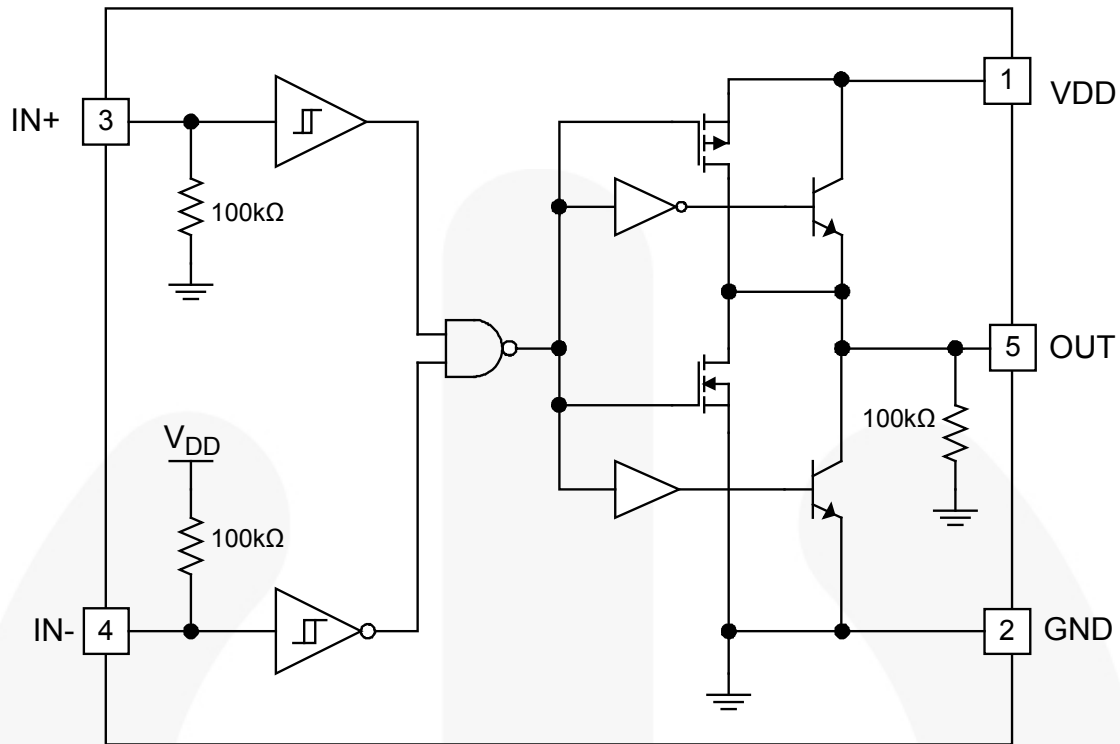 1
VDD
IN+
3
100kΩ
5
OUT
100kΩ
VDD
100kΩ
IN-
4
2
GND